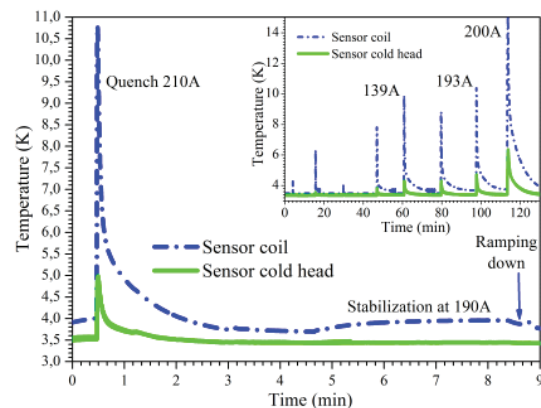 11,0
10,5
10,0
9,5
9,0
8,5
8,0
7,5
7,0
6,5
6,0
5,5
5,0
4,5
4,0
3,5
3,0
Temperature (K)
Quench 210A
Sensor coil
Sensor cold head
Stabilization at 190A
Ramping
down
0 1 2 3 4 5 6 7 8 9
Time (min)
14
12
10
8
6
4
Temperature (K)
Sensor coil
Sensor cold head
139A
193A
200A
0 20 40 60 80 100 120
Time (min)